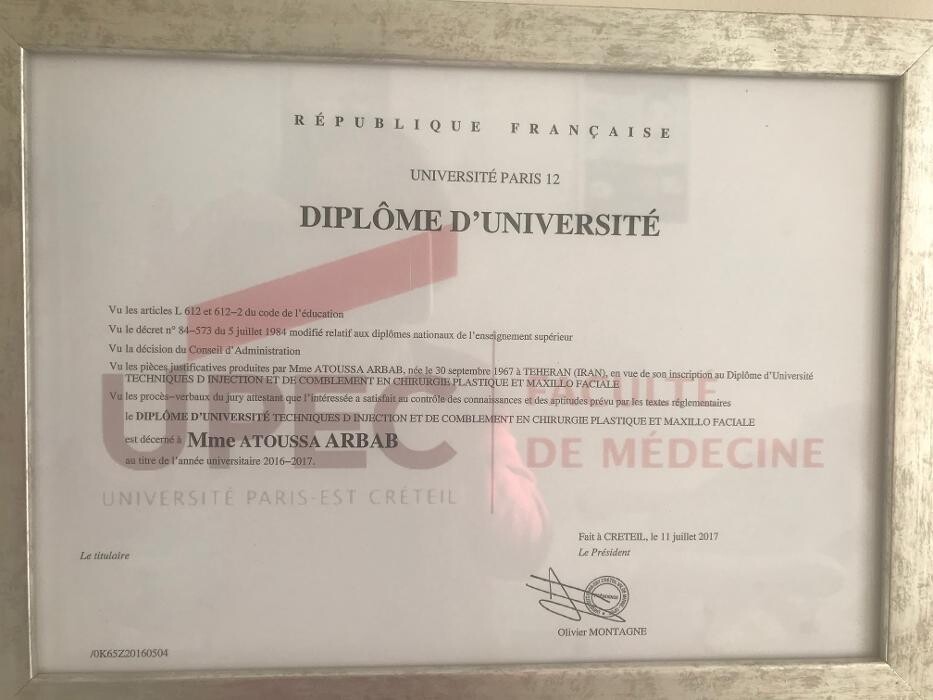 RÉPUBLIQUE FRANÇAISE
UNIVERSITÉ PARIS 12
DIPLÔME D'UNIVERSITÉ
Vu les articles L 612 et 612–2 du code de l'éducation
Vu le décret n° 84–573 du 5 juillet 1984 modifié relatif aux diplômes nationaux de l'enseignement supérieur
Vu la décision du Conseil d'Administration
Vu les pièces justificatives produites par Mme ATOUSSA ARBAB, née le 30 septembre 1967 à TEHERAN (IRAN), en vue de son inscription au Diplôme d'Université
TECHNIQUES D INJECTION ET DE COMBLEMENT EN CHIRURGIE PLASTIQUE ET MAXILLO FACIALE
Vu les procès–verbaux du jury attestant que l'intéressée a satisfait au contrôle des connaissances et des aptitudes prévu par les textes réglementaires
le DIPLÔME D'UNIVERSITÉ TECHNIQUES D INJECTION ET DE COMBLEMENT EN CHIRURGIE PLASTIQUE ET MAXILLO FACIALE
est décerné à Mme ATOUSSA ARBAB
au titre de l'année universitaire 2016–2017.
UPEC
UNIVERSITÉ PARIS-EST CRÉTEIL
FACULTÉ
DE MÉDECINE
Fait à CRETEIL, le 11 juillet 2017
Le titulaire
Le Président
Olivier MONTAGNE
/0K65Z20160504